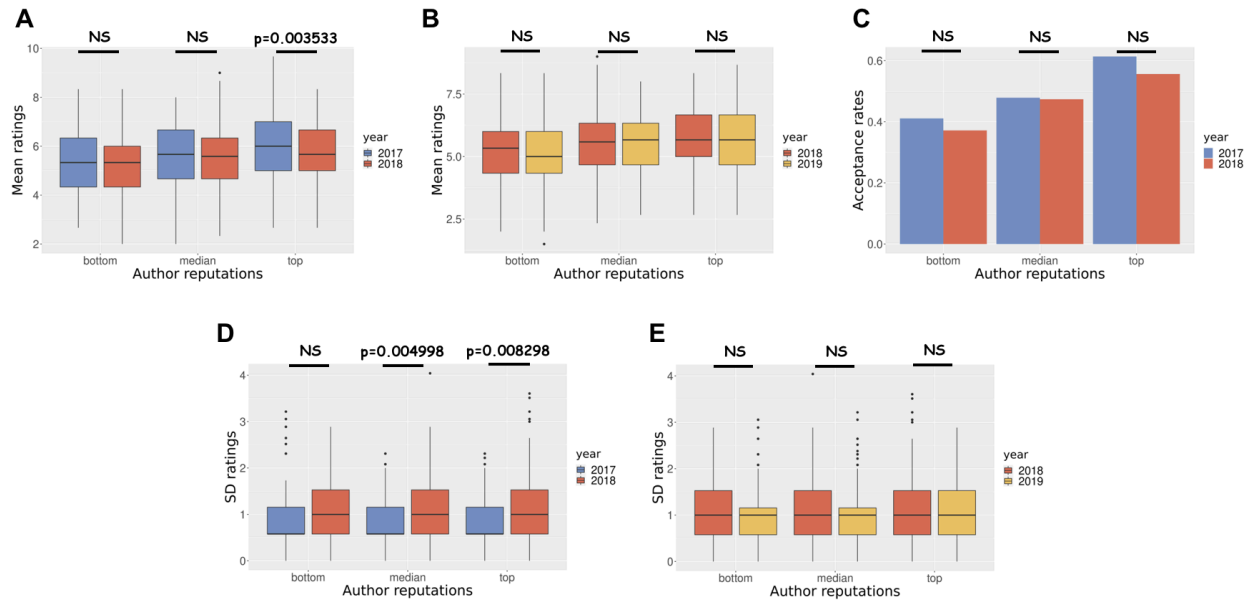 A
NS NS p=0.003533
10
8
6
4
2
Mean ratings
bottom median top
Author reputations
year
2017
2018
B
NS NS NS
7.5
5.0
2.5
Mean ratings
bottom median top
Author reputations
year
2018
2019
C
NS NS NS
0.6
0.4
0.2
0.0
Acceptance rates
bottom median top
Author reputations
year
2017
2018
D
NS p=0.004998 p=0.008298
4
3
2
1
0
SD ratings
bottom median top
Author reputations
year
2017
2018
E
NS NS NS
4
3
2
1
0
SD ratings
bottom median top
Author reputations
year
2018
2019